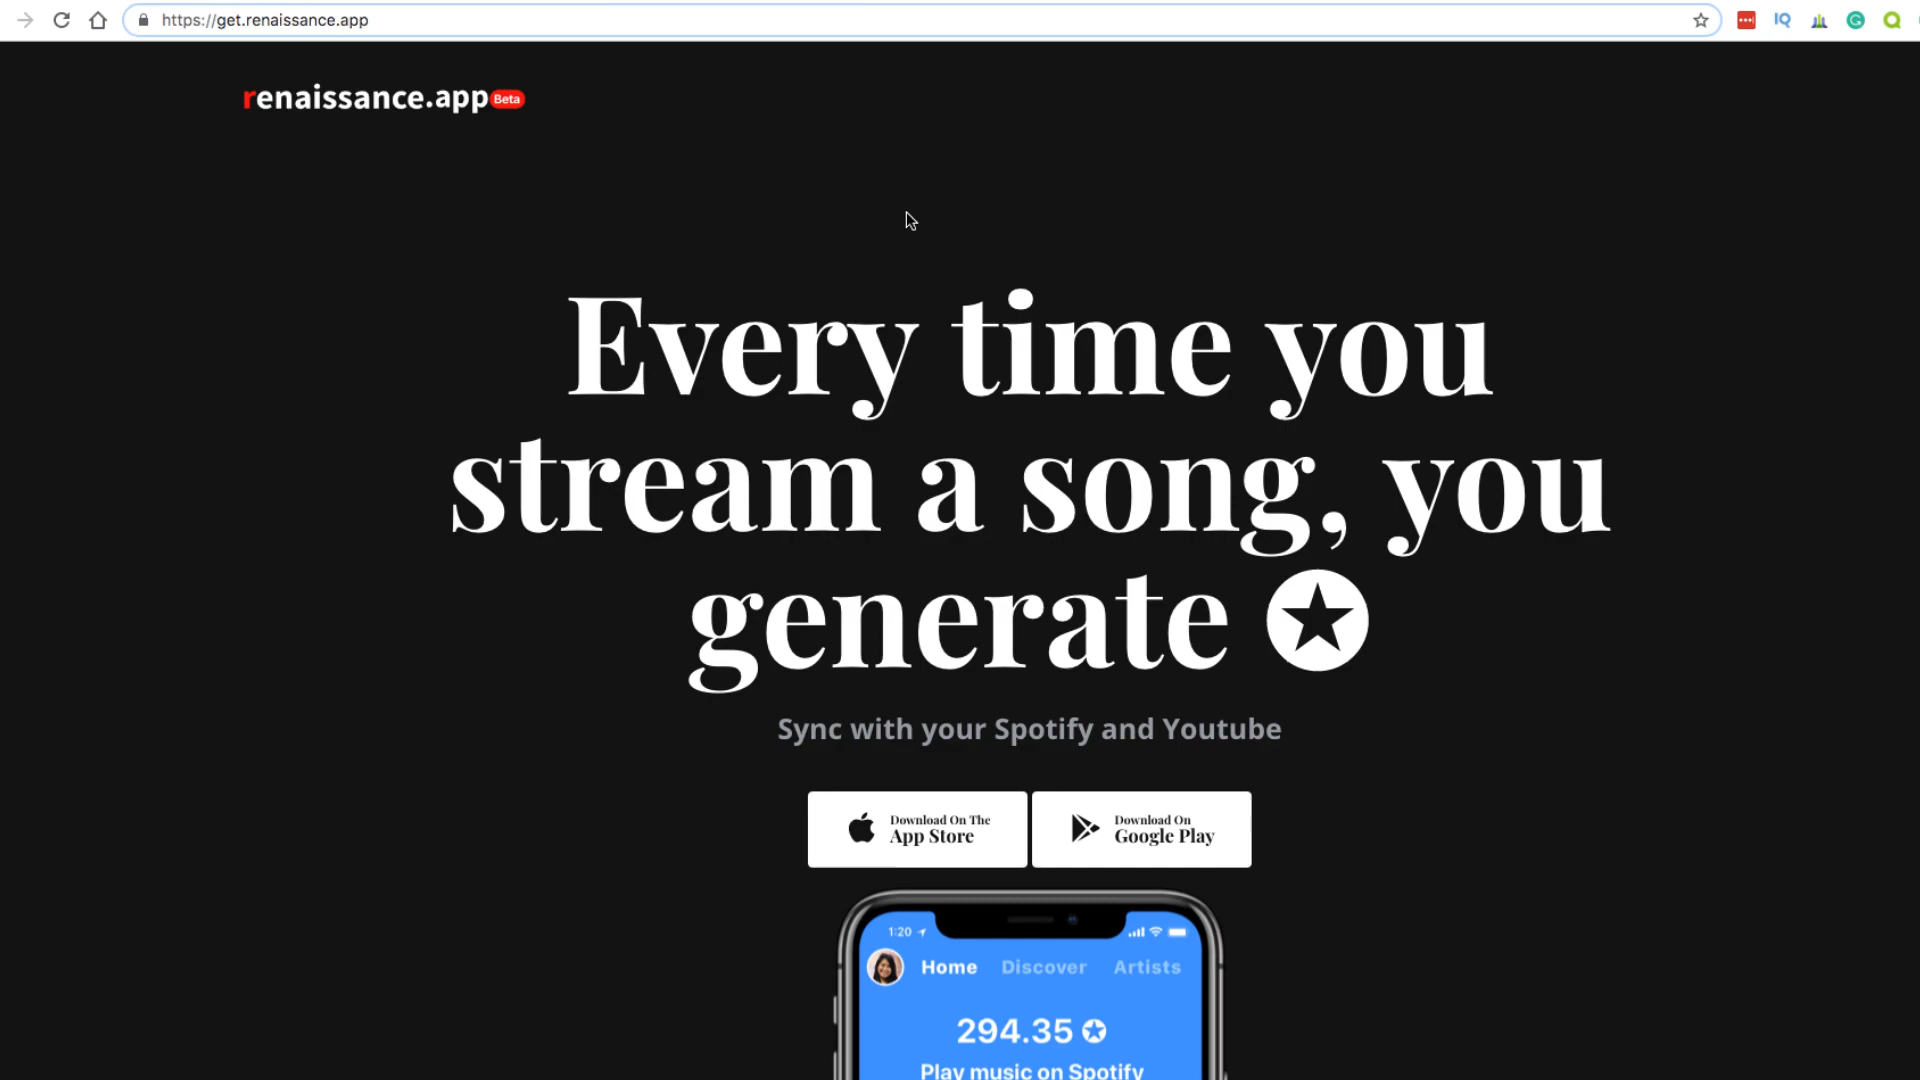 https://get.renaissance.app
IQ
renaissance.app Beta
Every time you
stream a song, you
generate ✪
Sync with your Spotify and Youtube
Download On The
App Store
Download On
Google Play
1:20
Home Discover Artists
294.35 ✪
Play music on Spotify